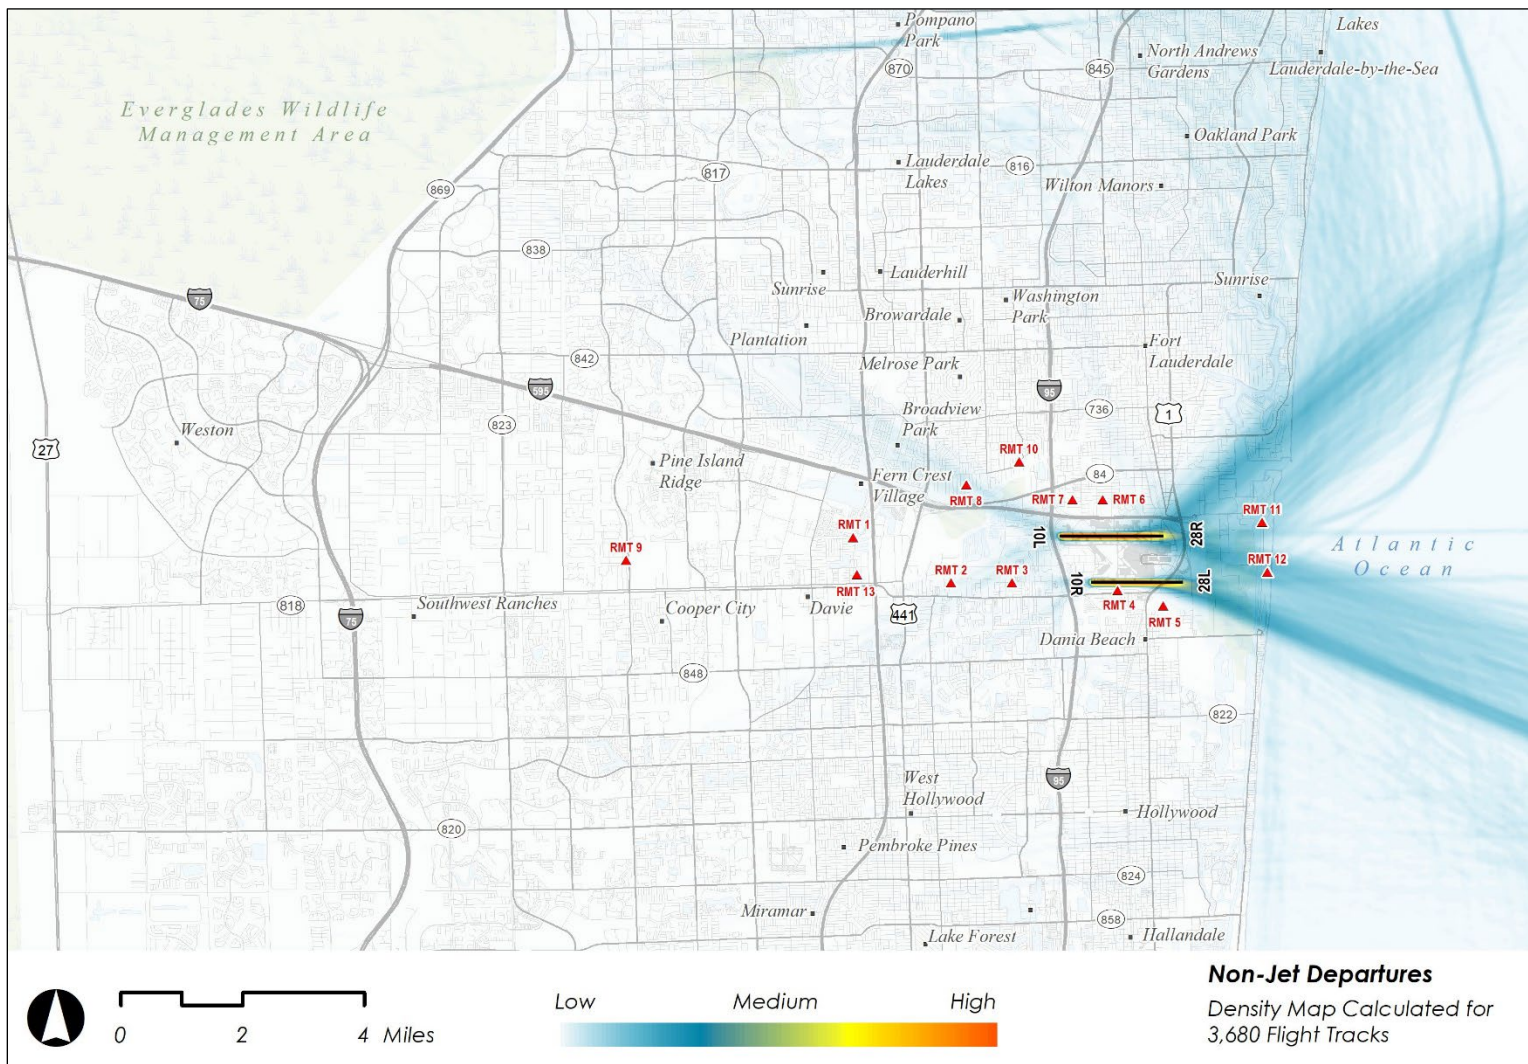 Pompano
Park
Lakes
North Andrews
Gardens
Lauderdale-by-the-Sea
870
845
Everglades Wildlife
Management Area
Oakland Park
Lauderdale
Lakes
816
817
869
Wilton Manors
838
Lauderhill
Sunrise
Sunrise
75
Washington
Park
Browardale
Plantation
Fort
Lauderdale
842
Melrose Park
595
95
736
1
823
Broadview
Park
Weston
27
RMT 10
Pine Island
Ridge
84
Fern Crest
Village
RMT 8
RMT 7
RMT 6
RMT 1
RMT 11
10L
28R
RMT 9
Atlantic
Ocean
RMT 12
RMT 13
RMT 2
RMT 3
10R
28L
RMT 4
818
Southwest Ranches
Cooper City
Davie
441
RMT 5
75
Dania Beach
848
822
West
Hollywood
95
Hollywood
820
Pembroke Pines
824
Miramar
858
Lake Forest
Hallandale
0 2 4 Miles
Low Medium High
Non-Jet Departures
Density Map Calculated for
3,680 Flight Tracks